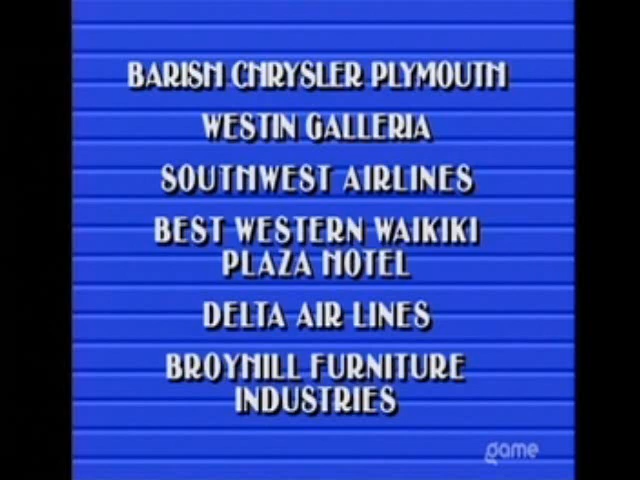 BARISH CHRYSLER PLYMOUTH
WESTIN GALLERIA
SOUTHWEST AIRLINES
BEST WESTERN WAIKIKI
PLAZA HOTEL
DELTA AIR LINES
BROYHILL FURNITURE
INDUSTRIES
game